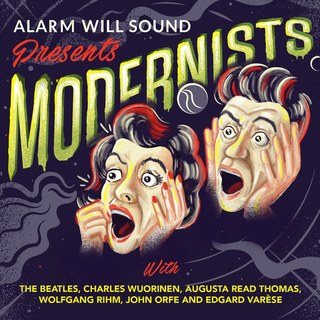 ALARM WILL SOUND
Presents
MODERNISTS
With
THE BEATLES, CHARLES WUORINEN, AUGUSTA READ THOMAS,
WOLFGANG RIHM, JOHN ORFE AND EDGARD VARÈSE